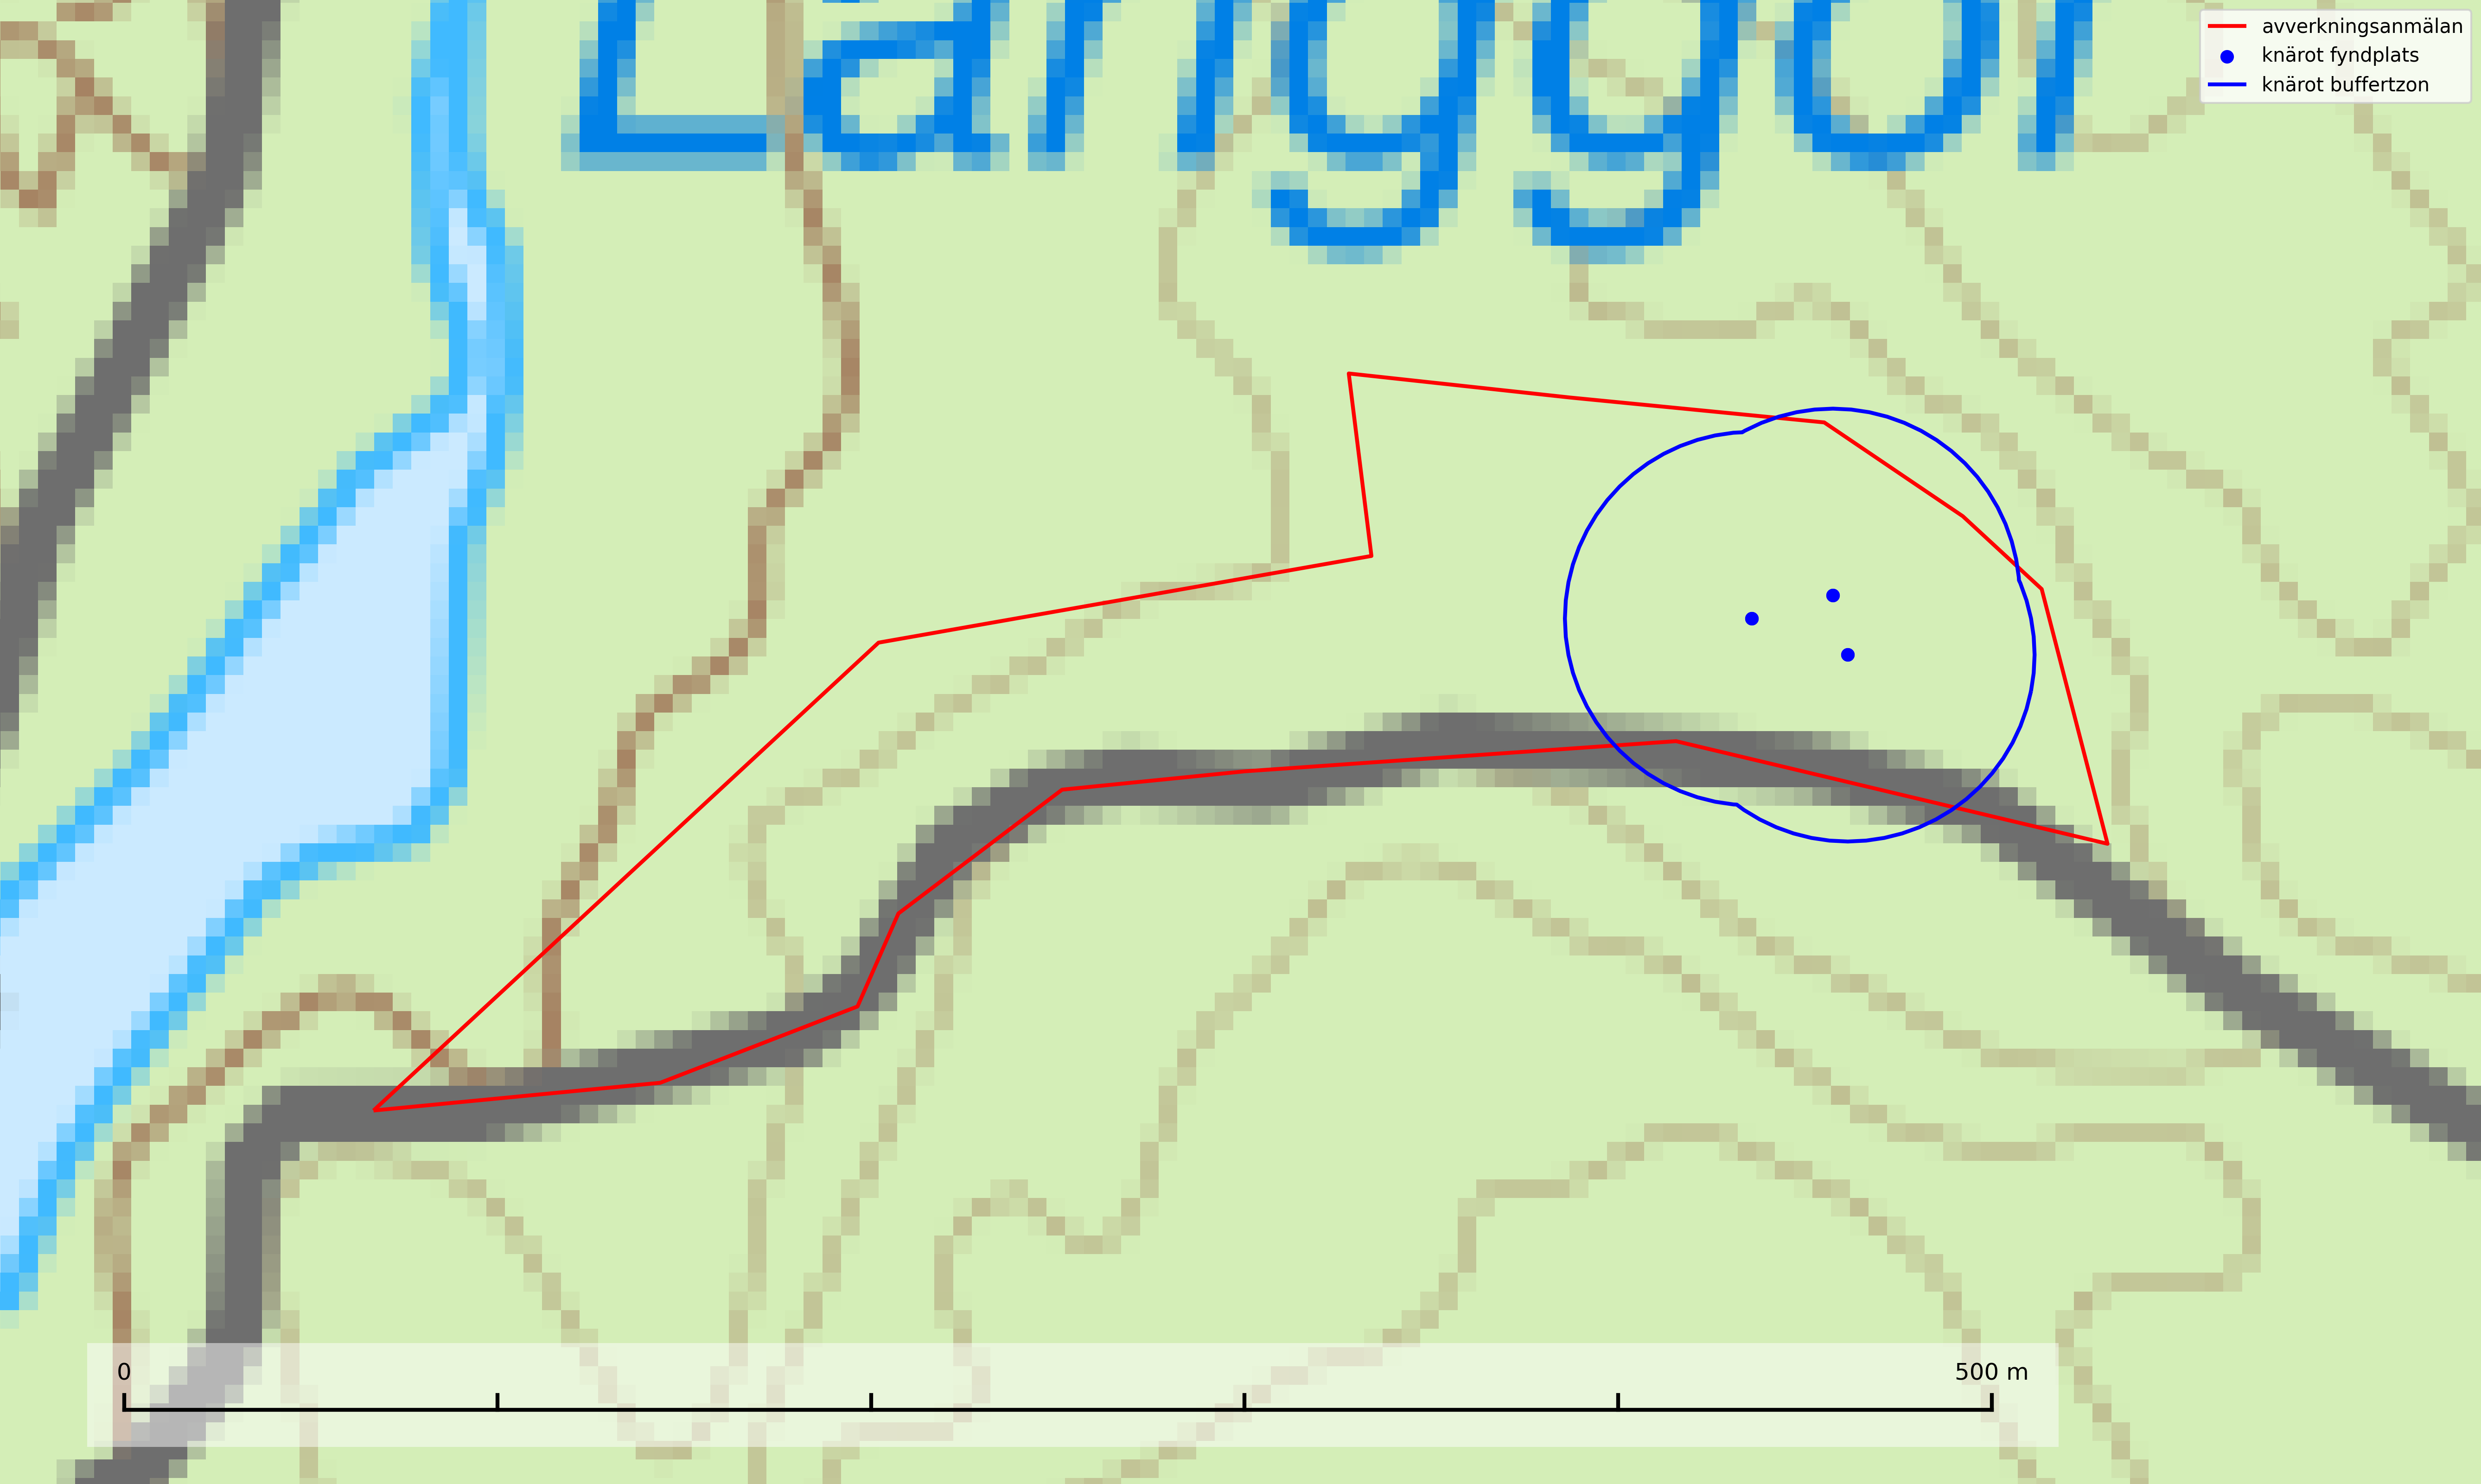 avverkningsanmälan
knärot fyndplats
knärot buffertzon
0 500 m